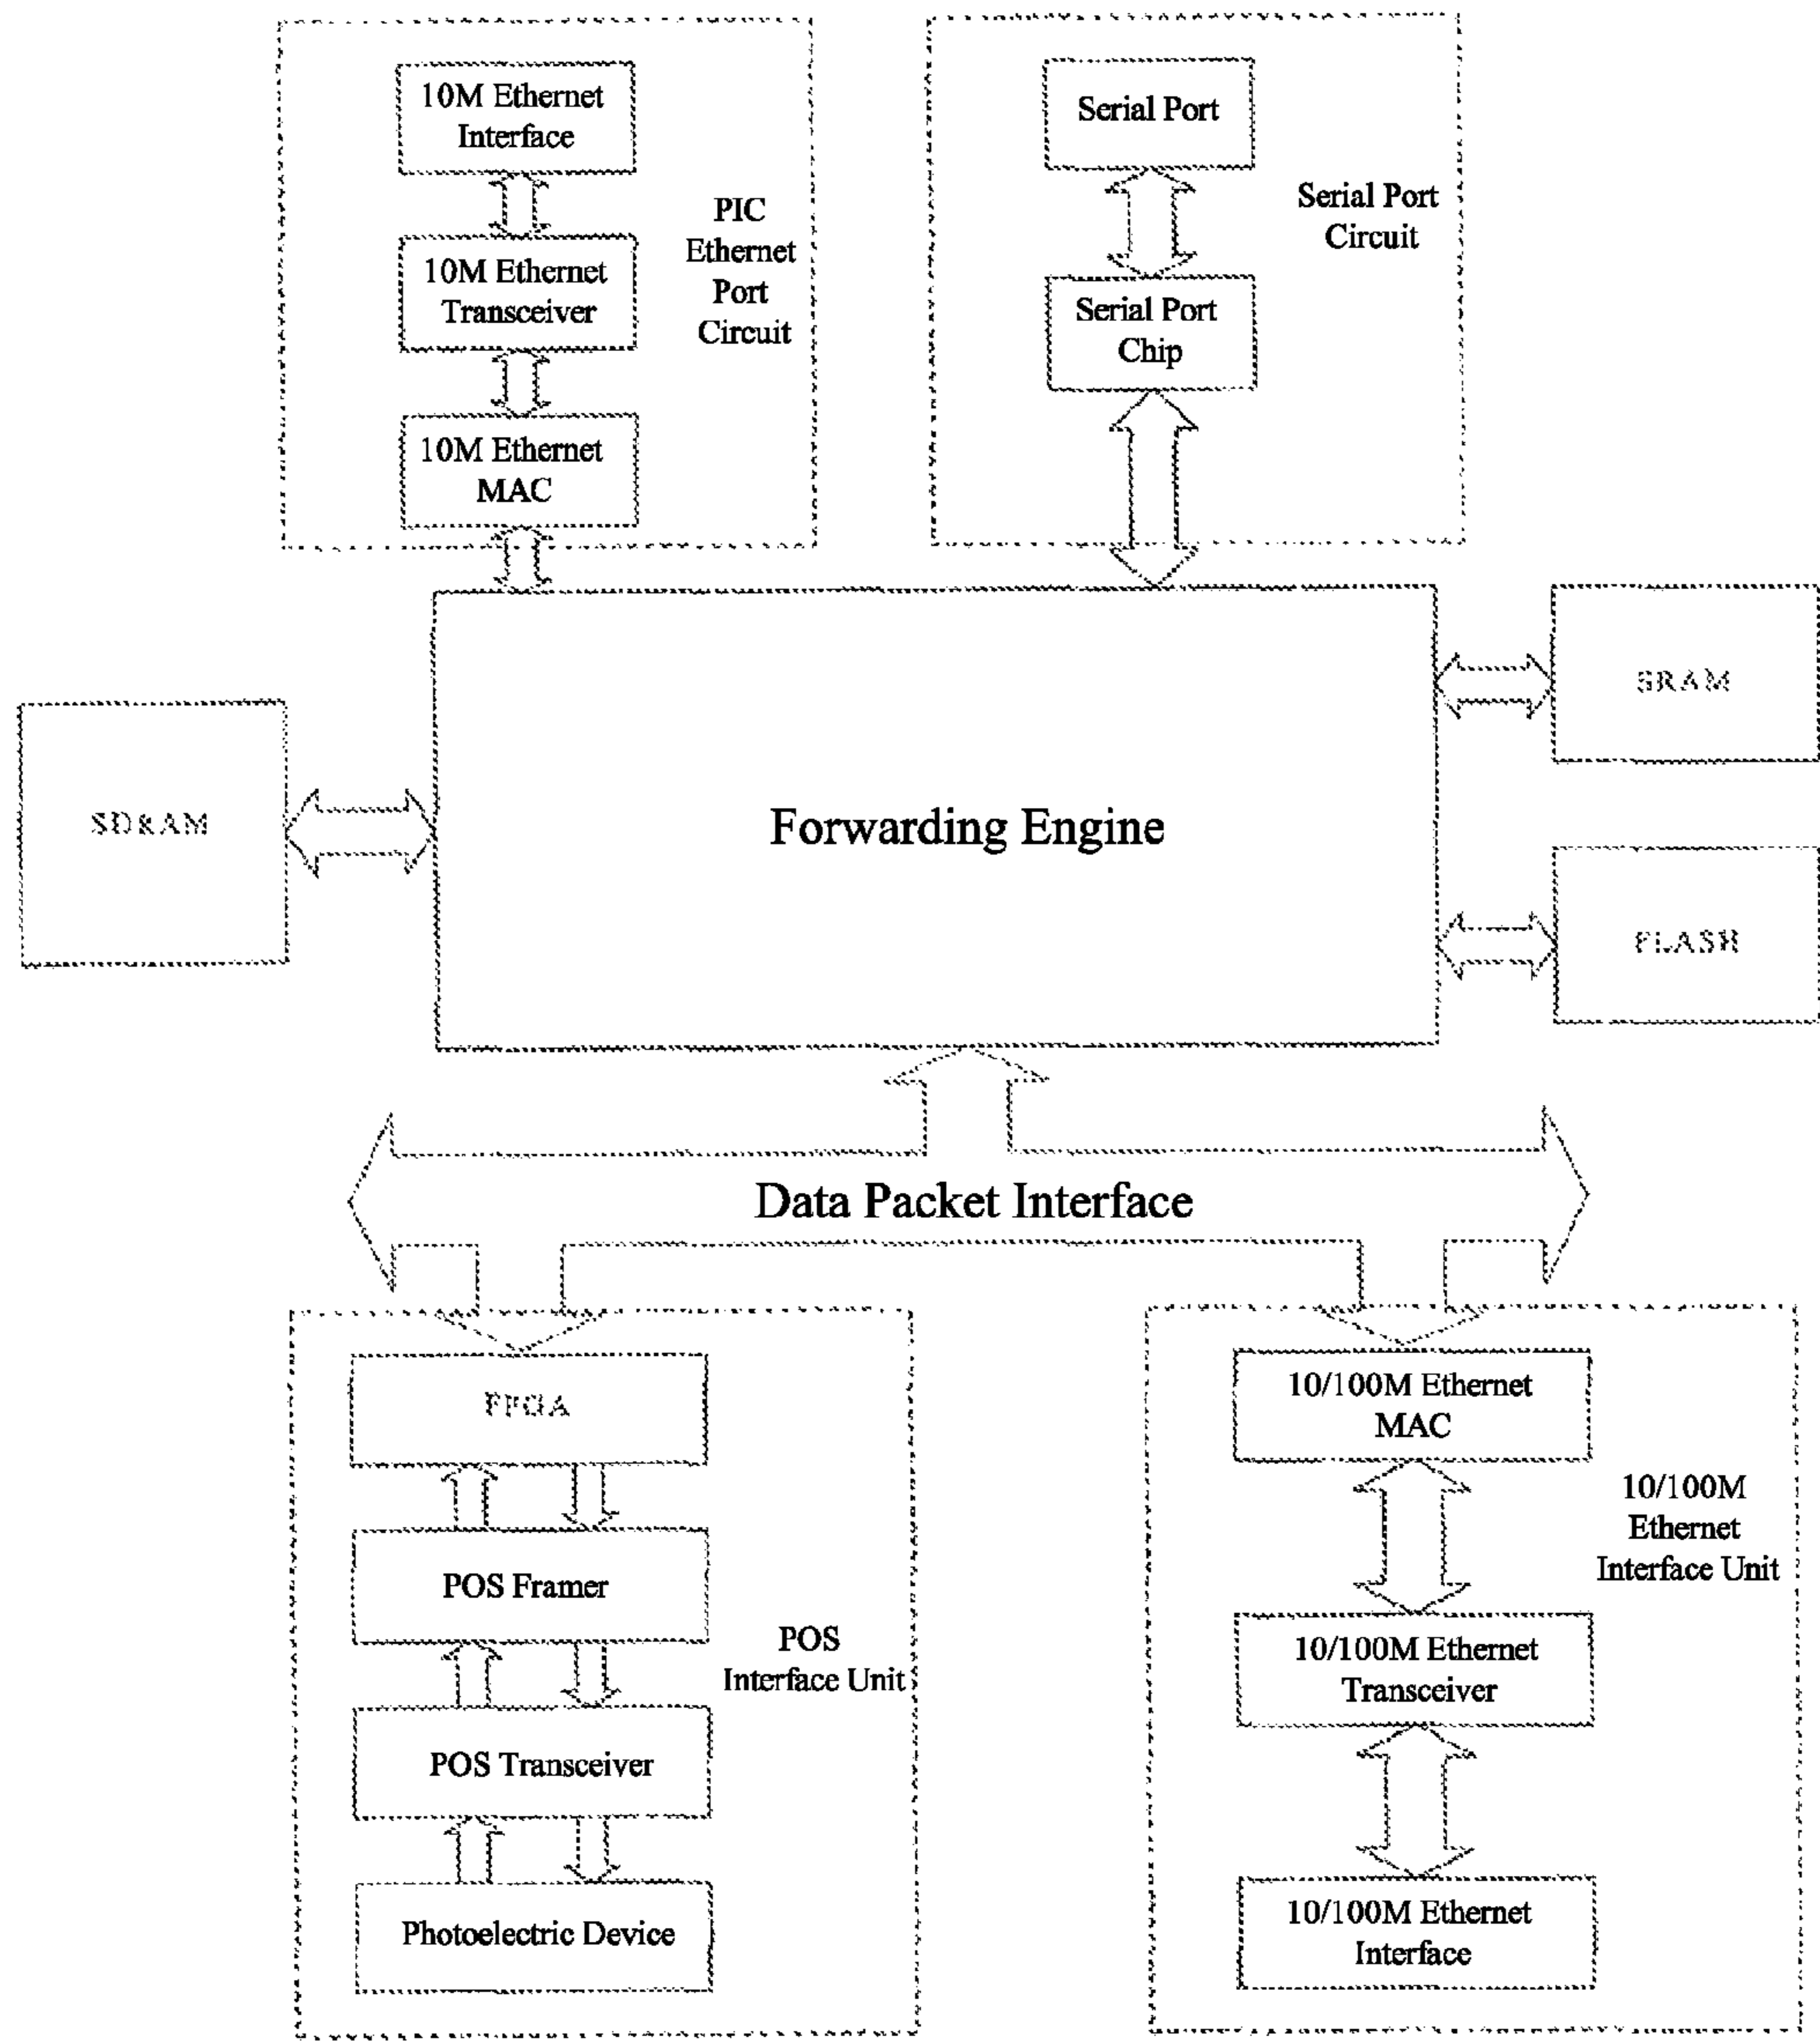 10M Ethernet
Interface
10M Ethernet
Transceiver
10M Ethernet
MAC
PIC
Ethernet
Port
Circuit
Serial Port
Serial Port
Chip
Serial Port
Circuit
SDRAM
Forwarding Engine
SRAM
FLASH
Data Packet Interface
FPGA
POS Framer
POS Transceiver
Photoelectric Device
POS
Interface Unit
10/100M Ethernet
MAC
10/100M Ethernet
Transceiver
10/100M Ethernet
Interface
10/100M
Ethernet
Interface Unit